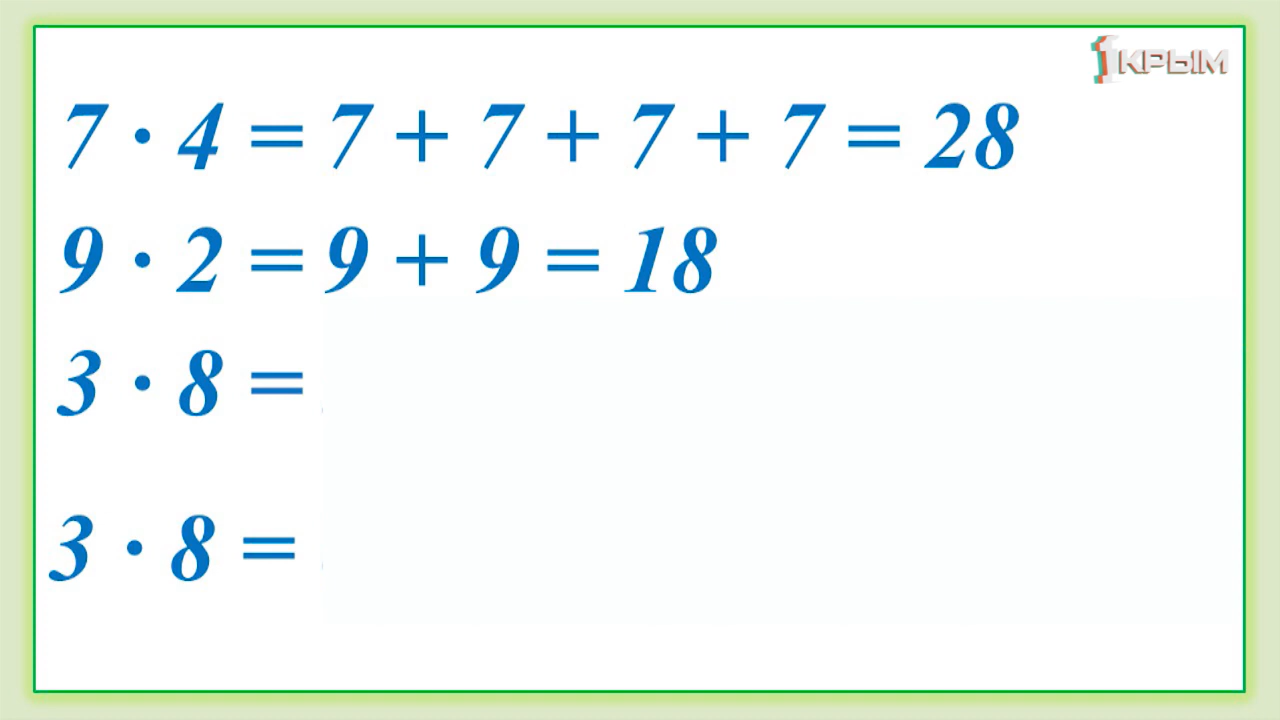 1КРЫМ
7 · 4 = 7 + 7 + 7 + 7 = 28
9 · 2 = 9 + 9 = 18
3 · 8 =
3 · 8 =